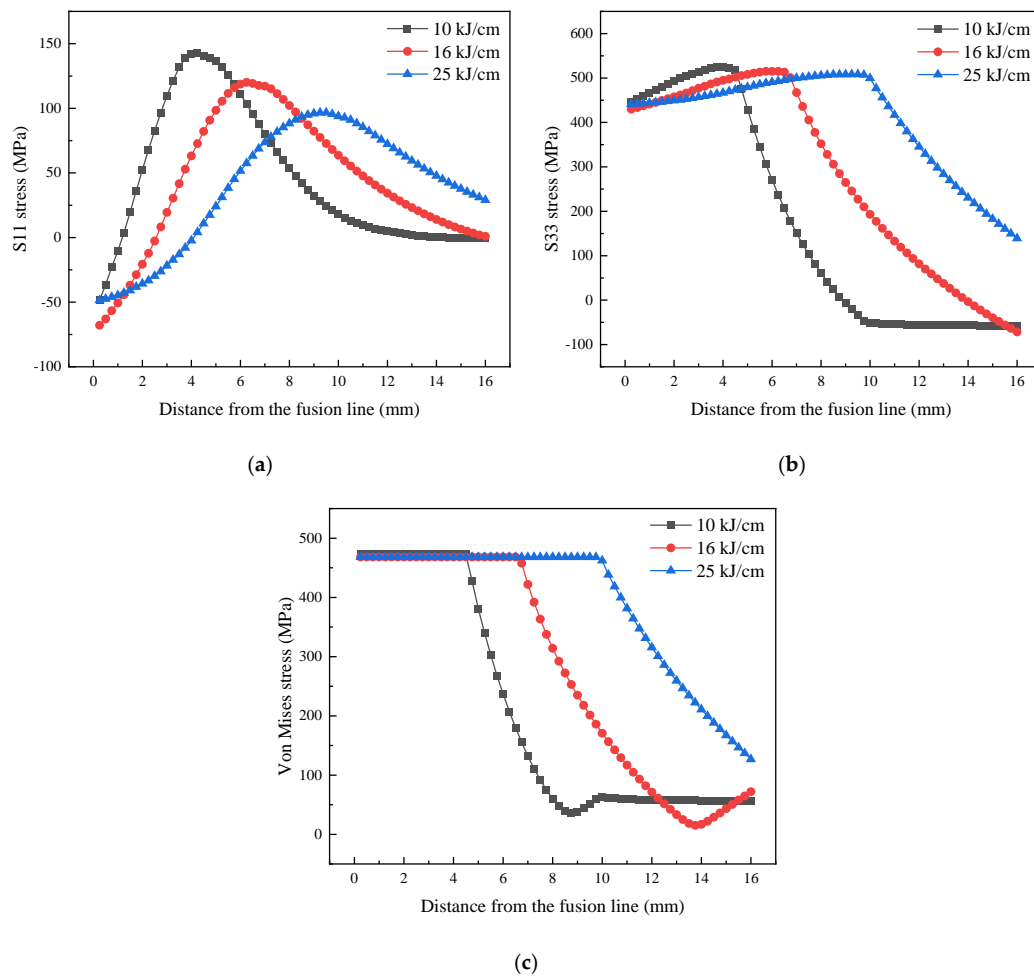 10 kJ/cm
16 kJ/cm
25 kJ/cm
150
100
50
0
-50
-100
S11 stress (MPa)
0 2 4 6 8 10 12 14 16
Distance from the fusion line (mm)
(a)
10 kJ/cm
16 kJ/cm
25 kJ/cm
600
500
400
300
200
100
0
-100
S33 stress (MPa)
0 2 4 6 8 10 12 14 16
Distance from the fusion line (mm)
(b)
10 kJ/cm
16 kJ/cm
25 kJ/cm
500
400
300
200
100
0
Von Mises stress (MPa)
0 2 4 6 8 10 12 14 16
Distance from the fusion line (mm)
(c)